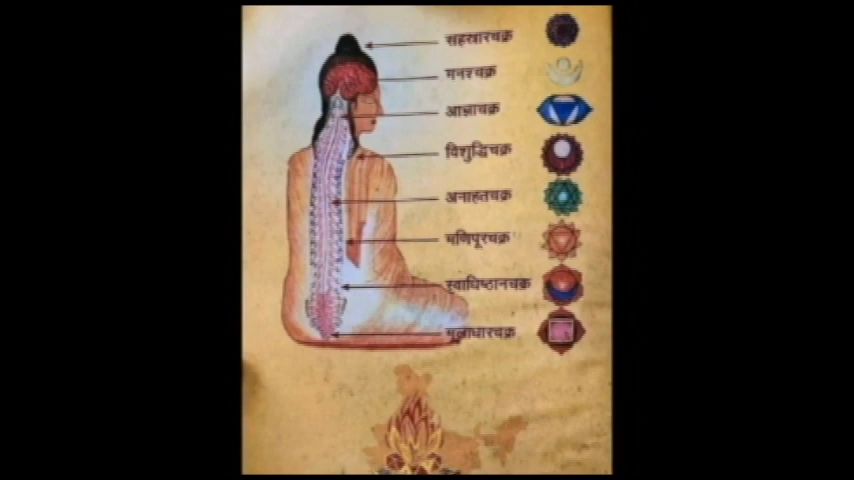 सहस्रारचक्र
मनश्चक्र
आज्ञाचक्र
विशुद्धिचक्र
अनाहतचक्र
मणिपूरचक्र
स्वाधिष्ठानचक्र
मूलाधारचक्र